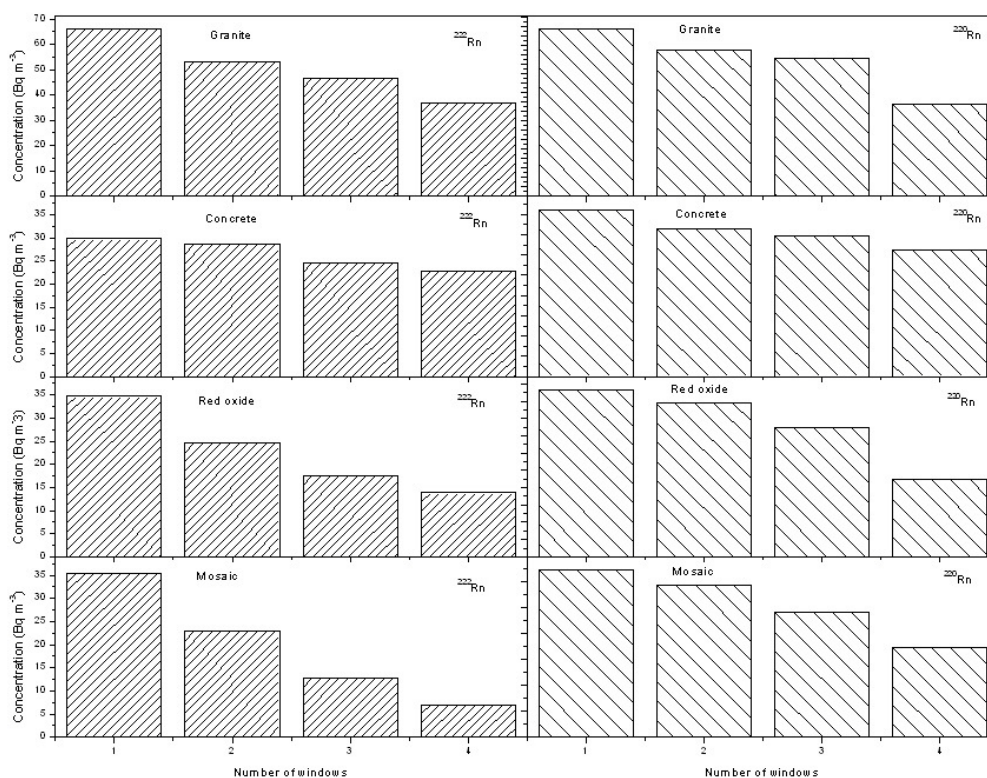 Concentration (Bq m⁻³)
70
60
50
40
30
20
10
0
Granite
²²²Rn
Granite
²²⁰Rn
Concentration (Bq m⁻³)
35
30
25
20
15
10
5
0
Concrete
²²²Rn
Concrete
²²⁰Rn
Concentration (Bq m3)
35
30
25
20
15
10
5
0
Red oxide
²²²Rn
Red oxide
²²⁰Rn
Concentration (Bq m⁻³)
35
30
25
20
15
10
5
0
Mosaic
²²²Rn
Mosaic
²²⁰Rn
1 2 3 4 1 2 3 4
Number of windows Number of windows